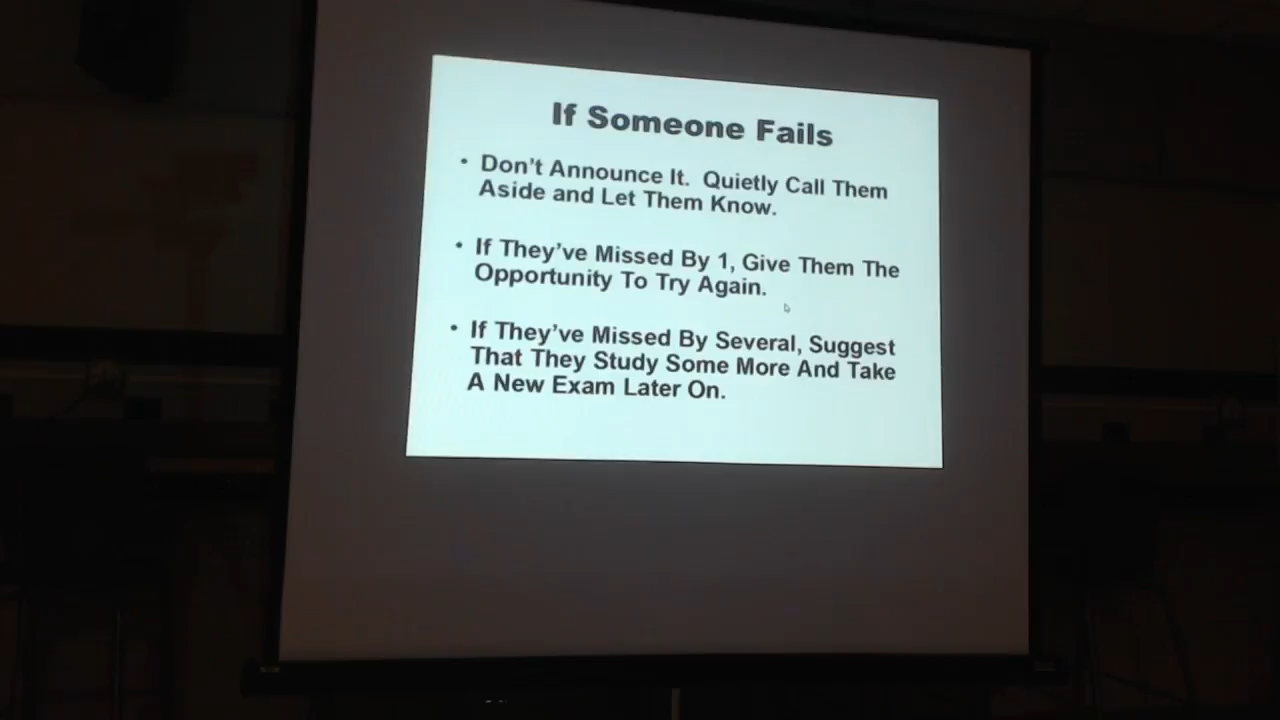 If Someone Fails
• Don't Announce It. Quietly Call Them
Aside and Let Them Know.
• If They've Missed By 1, Give Them The
Opportunity To Try Again.
• If They've Missed By Several, Suggest
That They Study Some More And Take
A New Exam Later On.